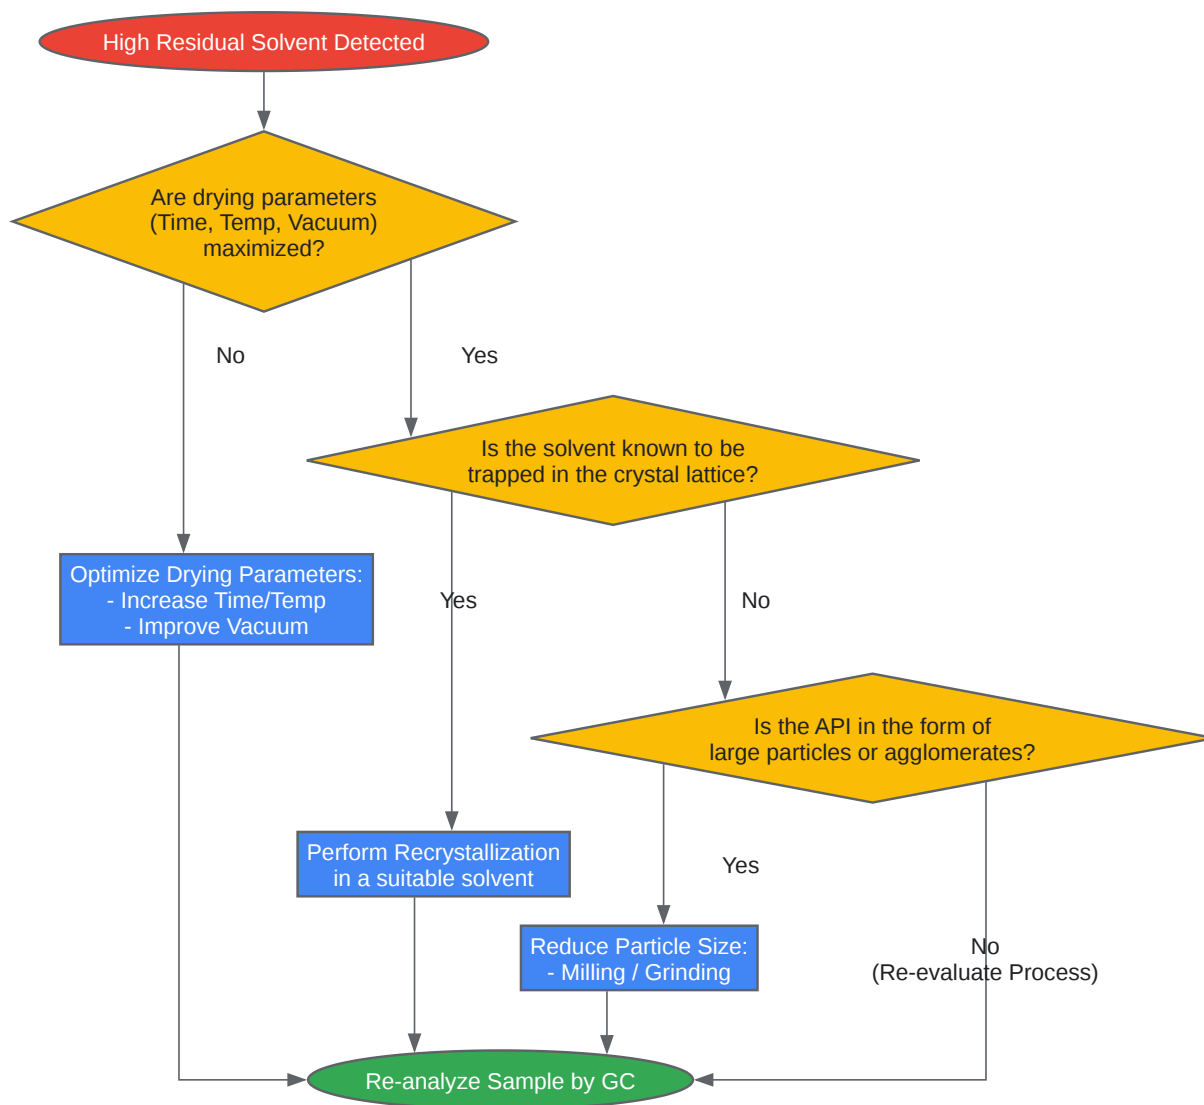 High Residual Solvent Detected
Are drying parameters
(Time, Temp, Vacuum)
maximized?
No
Yes
Is the solvent known to be
trapped in the crystal lattice?
Optimize Drying Parameters:
- Increase Time/Temp
- Improve Vacuum
Yes
No
Is the API in the form of
large particles or agglomerates?
Perform Recrystallization
in a suitable solvent
Yes
Reduce Particle Size:
- Milling / Grinding
No
(Re-evaluate Process)
Re-analyze Sample by GC